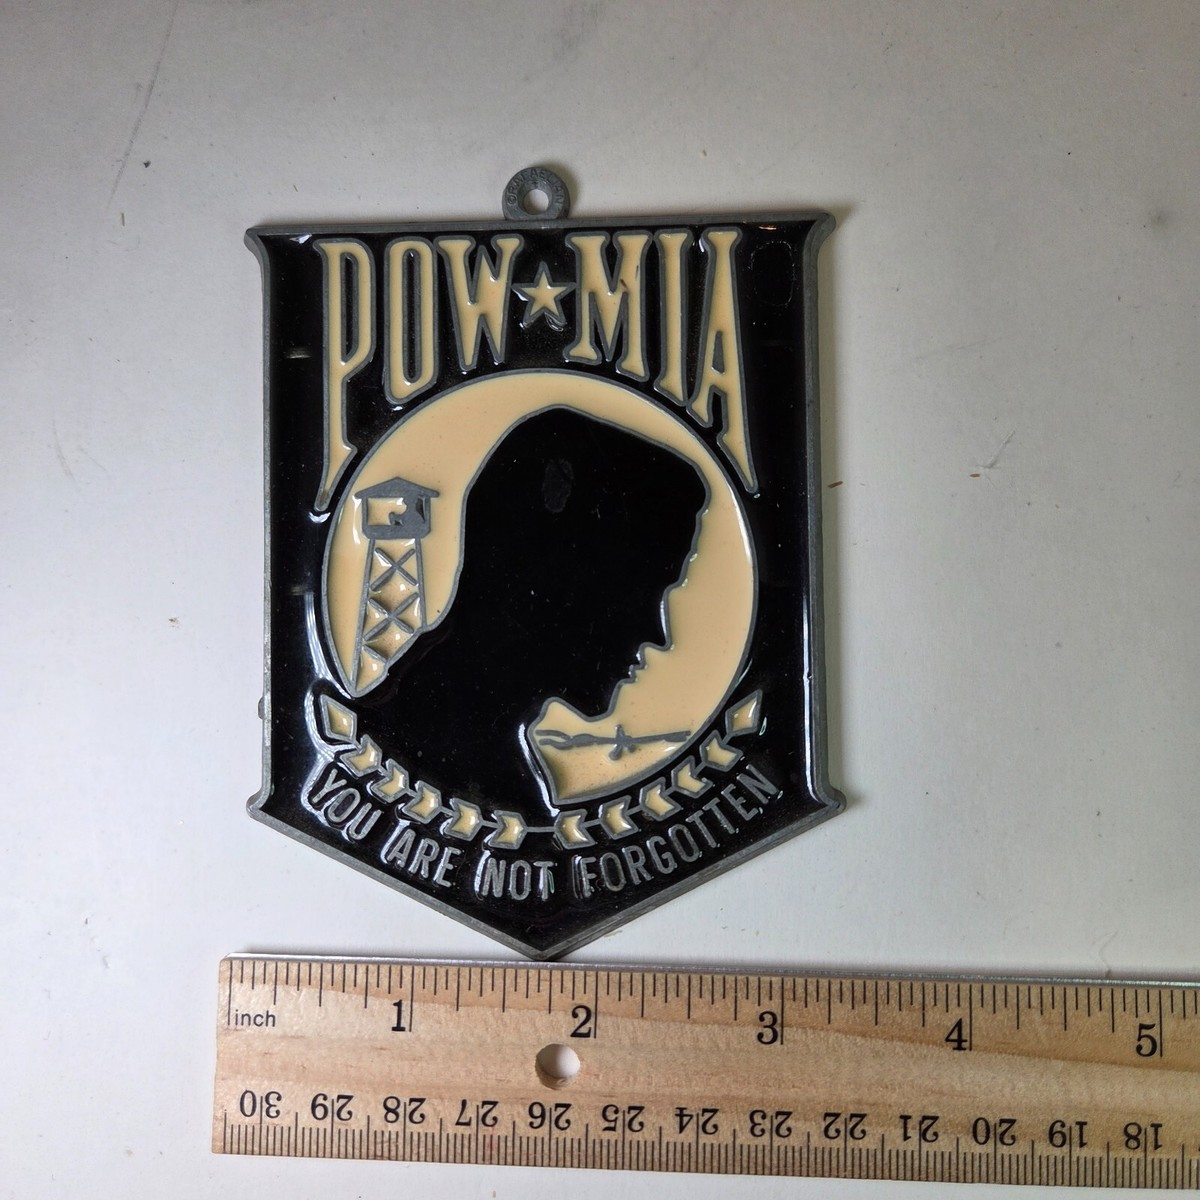 POW★MIA
YOU ARE NOT FORGOTTEN
inch 1 2 3 4 5
30 29 28 27 26 25 24 23 22 21 20 19 18